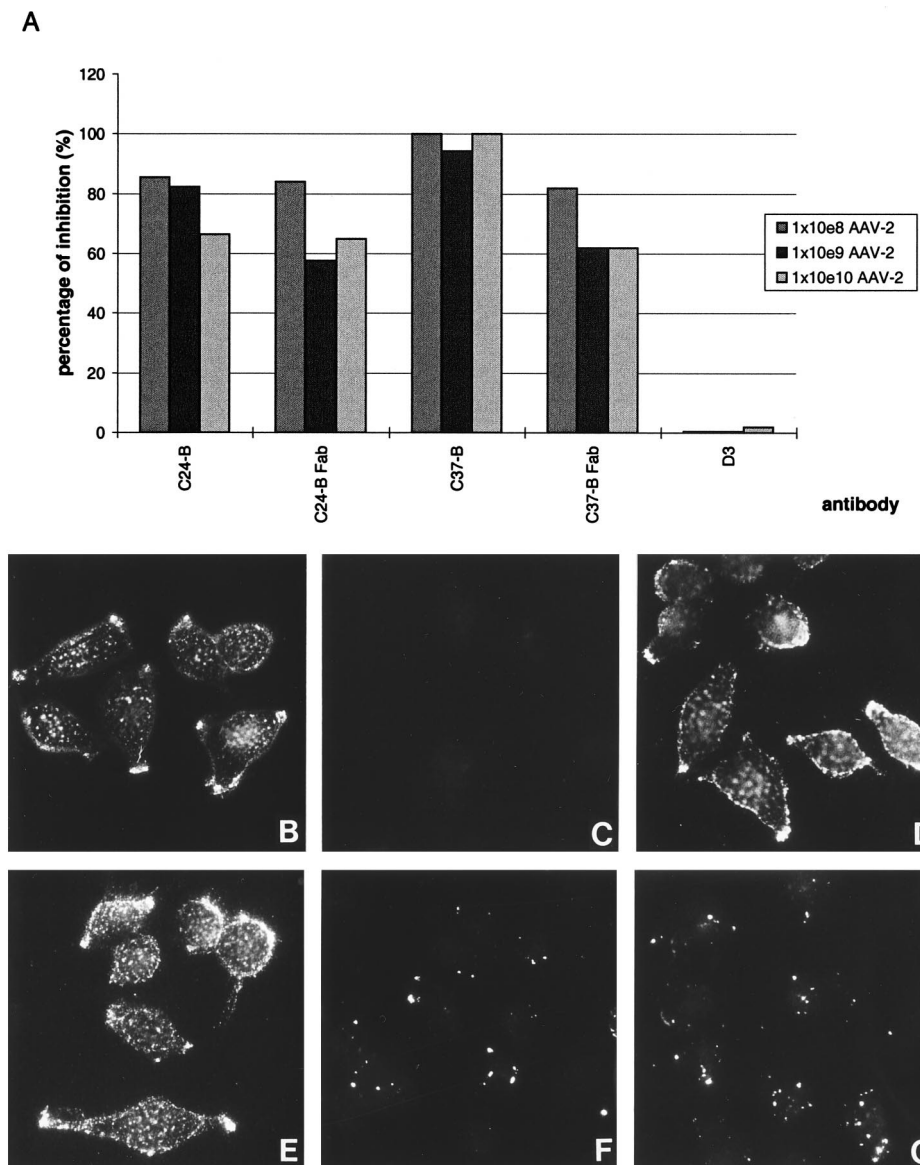 A
percentage of inhibition (%)
120
100
80
60
40
20
0
C24-B
C24-B Fab
C37-B
C37-B Fab
D3
antibody
1x10e8 AAV-2
1x10e9 AAV-2
1x10e10 AAV-2
B
C
E
F